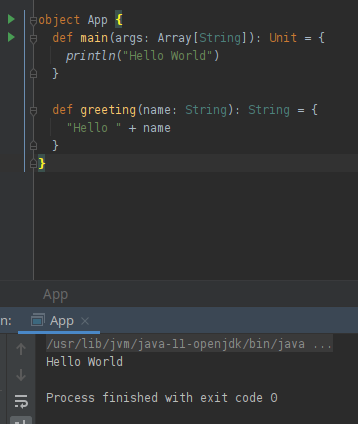 object App {
def main(args: Array[String]): Unit = {
println("Hello World")
}
def greeting(name: String): String = {
"Hello " + name
}
}
App
n:
App
/usr/lib/jvm/java-11-openjdk/bin/java ...
Hello World
Process finished with exit code 0